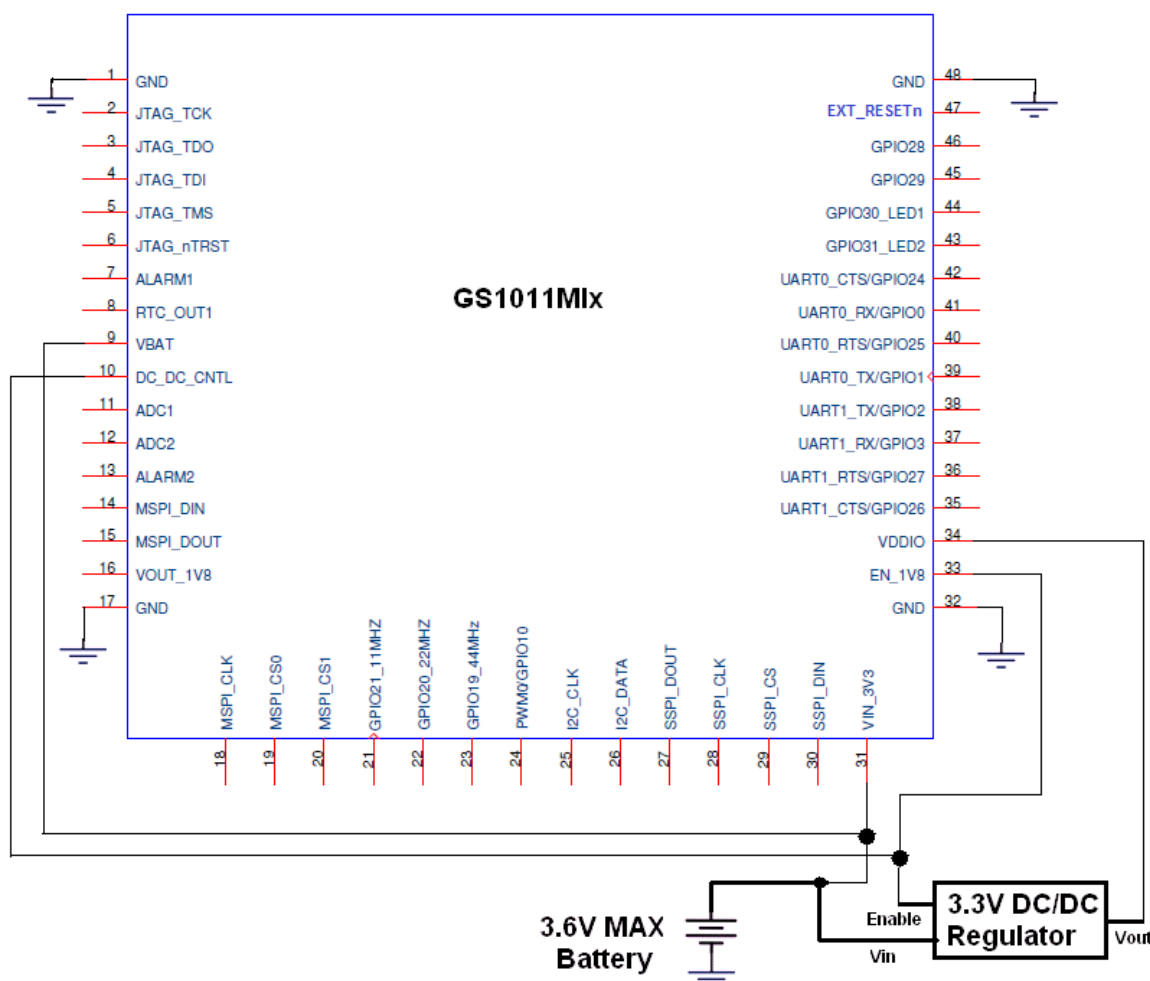 1 GND
2 JTAG_TCK
3 JTAG_TDO
4 JTAG_TDI
5 JTAG_TMS
6 JTAG_nTRST
7 ALARM1
8 RTC_OUT1
9 VBAT
10 DC_DC_CNTL
11 ADC1
12 ADC2
13 ALARM2
14 MSPI_DIN
15 MSPI_DOUT
16 VOUT_1V8
17 GND
GS1011MIx
GND 48
EXT_RESETn 47
GPIO28 46
GPIO29 45
GPIO30_LED1 44
GPIO31_LED2 43
UART0_CTS/GPIO24 42
UART0_RX/GPIO0 41
UART0_RTS/GPIO25 40
UART0_TX/GPIO1 39
UART1_TX/GPIO2 38
UART1_RX/GPIO3 37
UART1_RTS/GPIO27 36
UART1_CTS/GPIO26 35
VDDIO 34
EN_1V8 33
GND 32
MSPI_CLK 18
MSPI_CS0 19
MSPI_CS1 20
GPIO21_11MHZ 21
GPIO20_22MHZ 22
GPIO19_44MHz 23
PWM0/GPIO10 24
I2C_CLK 25
I2C_DATA 26
SSPI_DOUT 27
SSPI_CLK 28
SSPI_CS 29
SSPI_DIN 30
VIN_3V3 31
3.6V MAX
Battery
Enable
Vin
3.3V DC/DC
Regulator
Vout